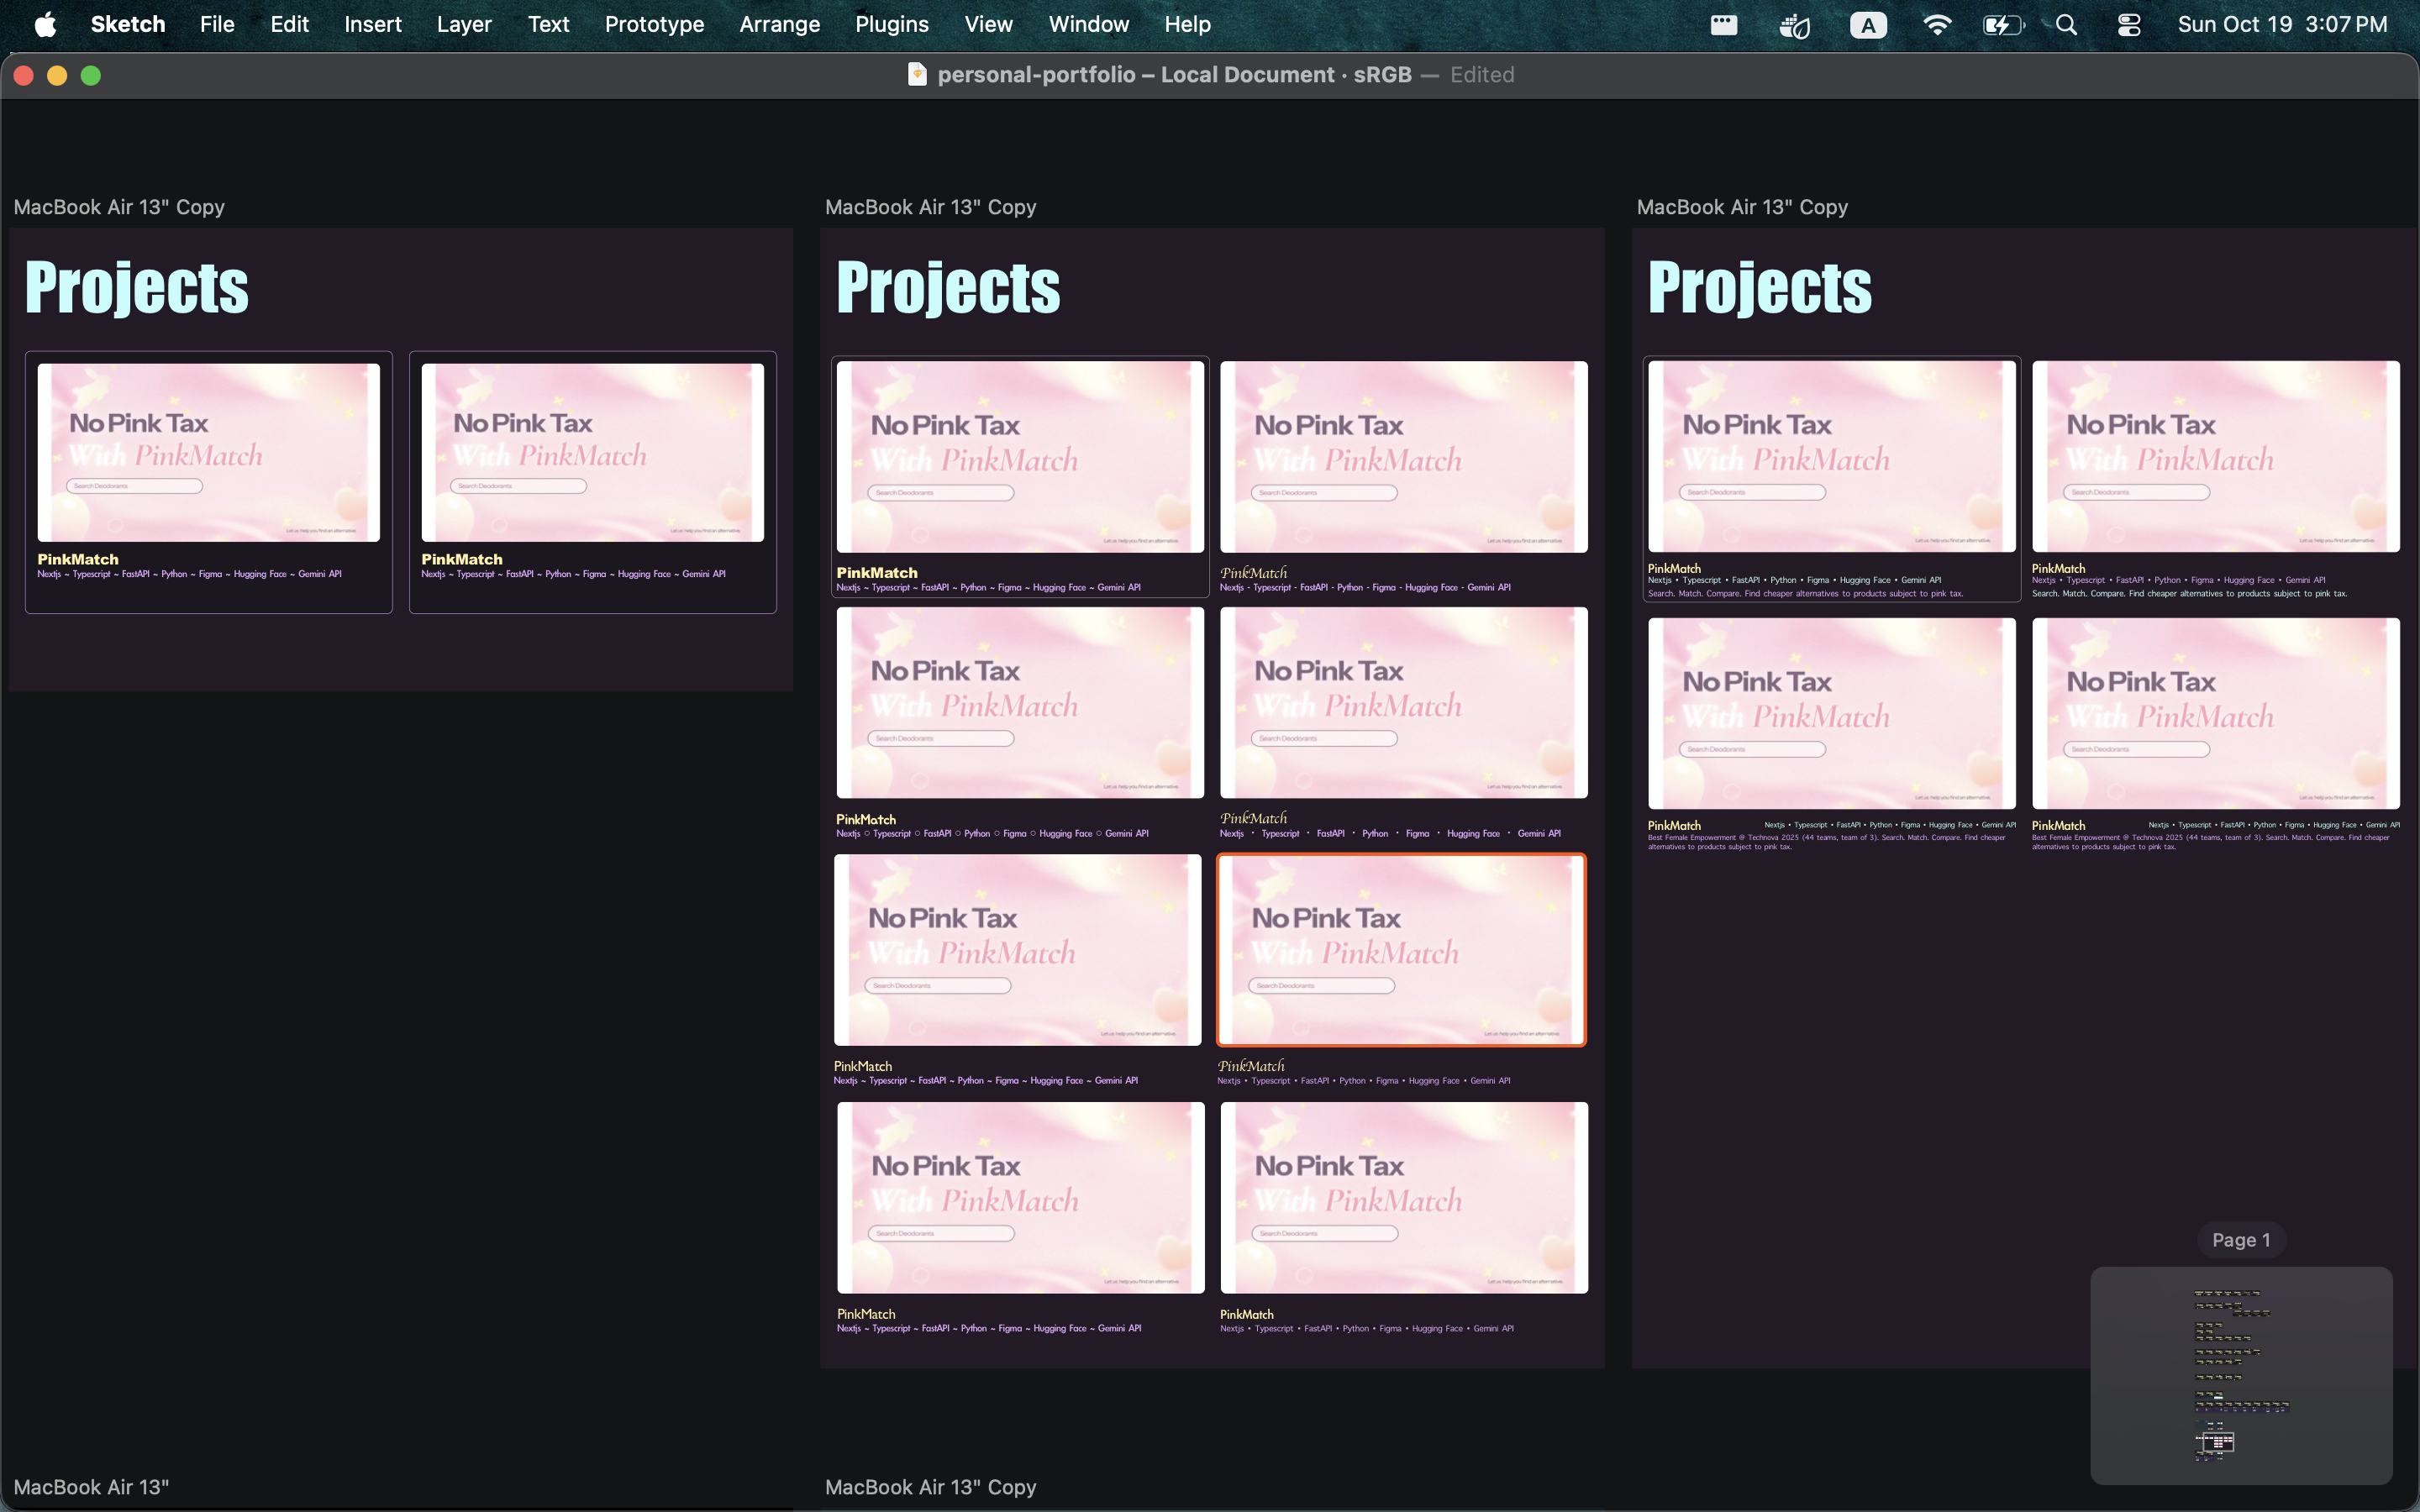 Sketch File Edit Insert Layer Text Prototype Arrange Plugins View Window Help A Sun Oct 19 3:07 PM
personal-portfolio — Local Document · sRGB — Edited
MacBook Air 13" Copy
Projects
No Pink Tax
With PinkMatch
Search Deodorants
Let us help you find an alternative.
PinkMatch
Nextjs ~ Typescript ~ FastAPI ~ Python ~ Figma ~ Hugging Face ~ Gemini API
No Pink Tax
With PinkMatch
Search Deodorants
Let us help you find an alternative.
PinkMatch
Nextjs ~ Typescript ~ FastAPI ~ Python ~ Figma ~ Hugging Face ~ Gemini API
MacBook Air 13" Copy
Projects
No Pink Tax
With PinkMatch
Search Deodorants
Let us help you find an alternative.
PinkMatch
Nextjs ~ Typescript ~ FastAPI ~ Python ~ Figma ~ Hugging Face ~ Gemini API
No Pink Tax
With PinkMatch
Search Deodorants
Let us help you find an alternative.
PinkMatch
Nextjs - Typescript - FastAPI - Python - Figma - Hugging Face - Gemini API
No Pink Tax
With PinkMatch
Search Deodorants
Let us help you find an alternative.
PinkMatch
Nextjs ○ Typescript ○ FastAPI ○ Python ○ Figma ○ Hugging Face ○ Gemini API
No Pink Tax
With PinkMatch
Search Deodorants
Let us help you find an alternative.
PinkMatch
Nextjs · Typescript · FastAPI · Python · Figma · Hugging Face · Gemini API
No Pink Tax
With PinkMatch
Search Deodorants
Let us help you find an alternative.
PinkMatch
Nextjs ~ Typescript ~ FastAPI ~ Python ~ Figma ~ Hugging Face ~ Gemini API
No Pink Tax
With PinkMatch
Search Deodorants
Let us help you find an alternative.
PinkMatch
Nextjs • Typescript • FastAPI • Python • Figma • Hugging Face • Gemini API
No Pink Tax
With PinkMatch
Search Deodorants
Let us help you find an alternative.
PinkMatch
Nextjs ~ Typescript ~ FastAPI ~ Python ~ Figma ~ Hugging Face ~ Gemini API
No Pink Tax
With PinkMatch
Search Deodorants
Let us help you find an alternative.
PinkMatch
Nextjs • Typescript • FastAPI • Python • Figma • Hugging Face • Gemini API
MacBook Air 13" Copy
Projects
No Pink Tax
With PinkMatch
Search Deodorants
Let us help you find an alternative.
PinkMatch
Nextjs • Typescript • FastAPI • Python • Figma • Hugging Face • Gemini API
Search. Match. Compare. Find cheaper alternatives to products subject to pink tax.
No Pink Tax
With PinkMatch
Search Deodorants
Let us help you find an alternative.
PinkMatch
Nextjs • Typescript • FastAPI • Python • Figma • Hugging Face • Gemini API
Search. Match. Compare. Find cheaper alternatives to products subject to pink tax.
No Pink Tax
With PinkMatch
Search Deodorants
Let us help you find an alternative.
PinkMatch Nextjs • Typescript • FastAPI • Python • Figma • Hugging Face • Gemini API
Best Female Empowerment @ Technova 2025 (44 teams, team of 3). Search. Match. Compare. Find cheaper
alternatives to products subject to pink tax.
No Pink Tax
With PinkMatch
Search Deodorants
Let us help you find an alternative.
PinkMatch Nextjs • Typescript • FastAPI • Python • Figma • Hugging Face • Gemini API
Best Female Empowerment @ Technova 2025 (44 teams, team of 3). Search. Match. Compare. Find cheaper
alternatives to products subject to pink tax.
Page 1
MacBook Air 13"
MacBook Air 13" Copy